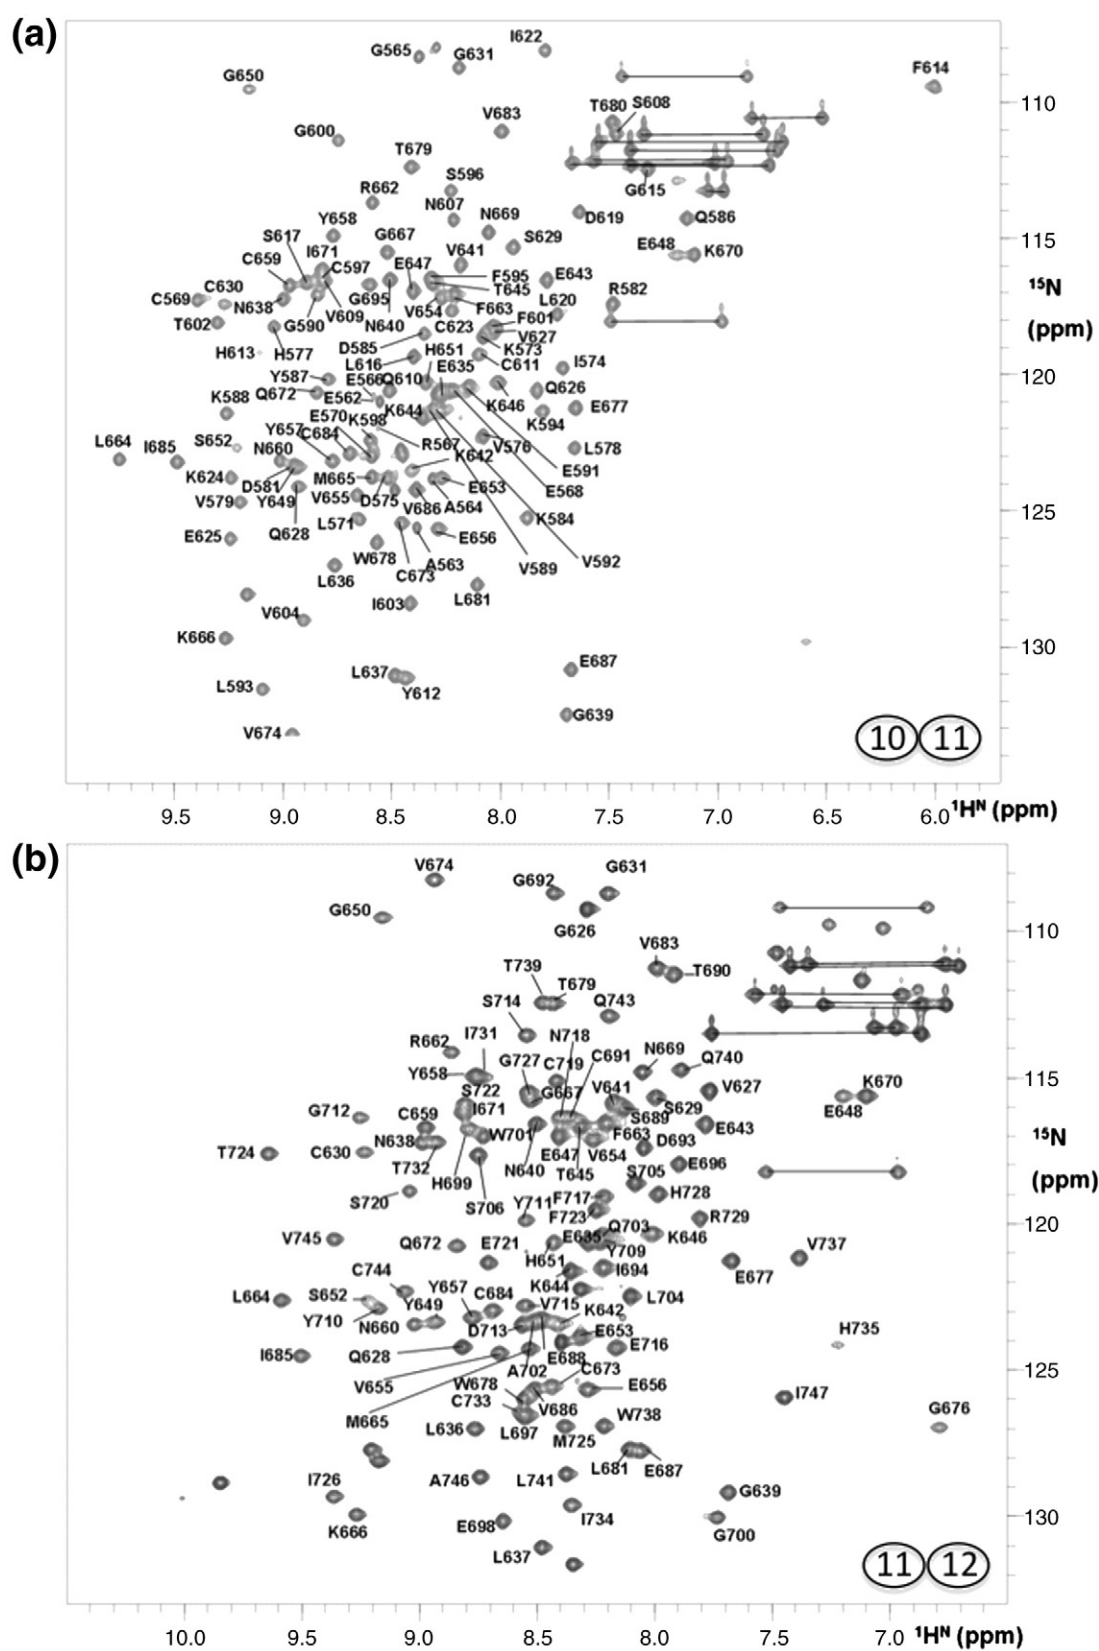 (a)
I622
G565
G631
F614
G650
110
T680 S608
V683
G600
T679
S596
R662
G615
N607
D619
Q586
N669
Y658
S629
115
S617
G667
E648
K670
V641
I671
C659
C597
E647
F595
E643
15N
T645
C630
R582
C569
G695
L620
N638
V654
F663
V609
F601
T602
G590
N640
C623
V627
(ppm)
D585
K573
H613
H577
H651
L616
C611
E635
I574
Y587
E566
Q610
120
Q672
Q626
K588
E562
K646
E677
K644
K594
E570
K598
Y657
C684
L664
I685
S652
R567
V576
L578
N660
K642
E591
K624
M665
E653
D581
E568
Y649
V655
D575
V579
V686
A564
L571
K584
125
Q628
E625
E656
W678
A563
V592
C673
V589
L636
L681
I603
V604
K666
130
L637
E687
Y612
L593
G639
V674
10 11
9.5 9.0 8.5 8.0 7.5 7.0 6.5 6.0 1HN (ppm)
(b)
V674
G631
G692
G650
G626
110
V683
T690
T739
T679
S714
Q743
N718
I731
R662
C691
N669
Q740
G727
C719
Y658
115
S722
G667
V641
V627
K670
G712
I671
S629
E648
C659
S689
15N
W701
F663
E643
N638
D693
T724
C630
E647
V654
T732
N640
T645
E696
H699
S705
(ppm)
S720
S706
F717
H728
Y711
F723
R729
120
V745
Q703
Q672
E721
E635
K646
V737
Y709
H651
C744
I694
E677
K644
L664
S652
Y657
C684
L704
V715
Y649
K642
Y710
N660
D713
E653
H735
E716
I685
Q628
E688
A702
C673
125
V655
W678
E656
I747
C733
V686
G676
M665
W738
L636
L697
M725
L681
E687
I726
A746
L741
G639
I734
K666
E698
130
G700
L637
11 12
10.0 9.5 9.0 8.5 8.0 7.5 7.0 1HN (ppm)